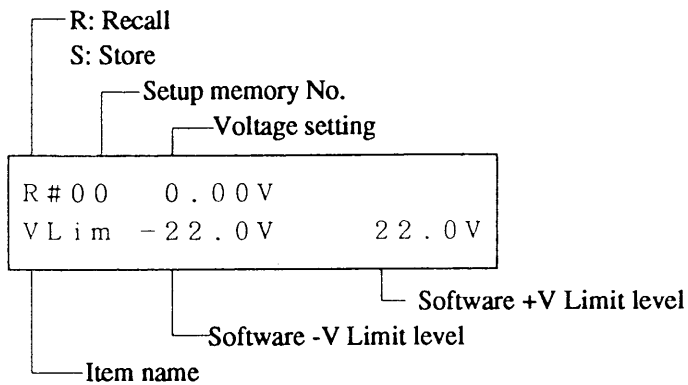 R: Recall
S: Store
Setup memory No.
Voltage setting
R#00 0.00V
VLim -22.0V 22.0V
Software +V Limit level
Software -V Limit level
Item name